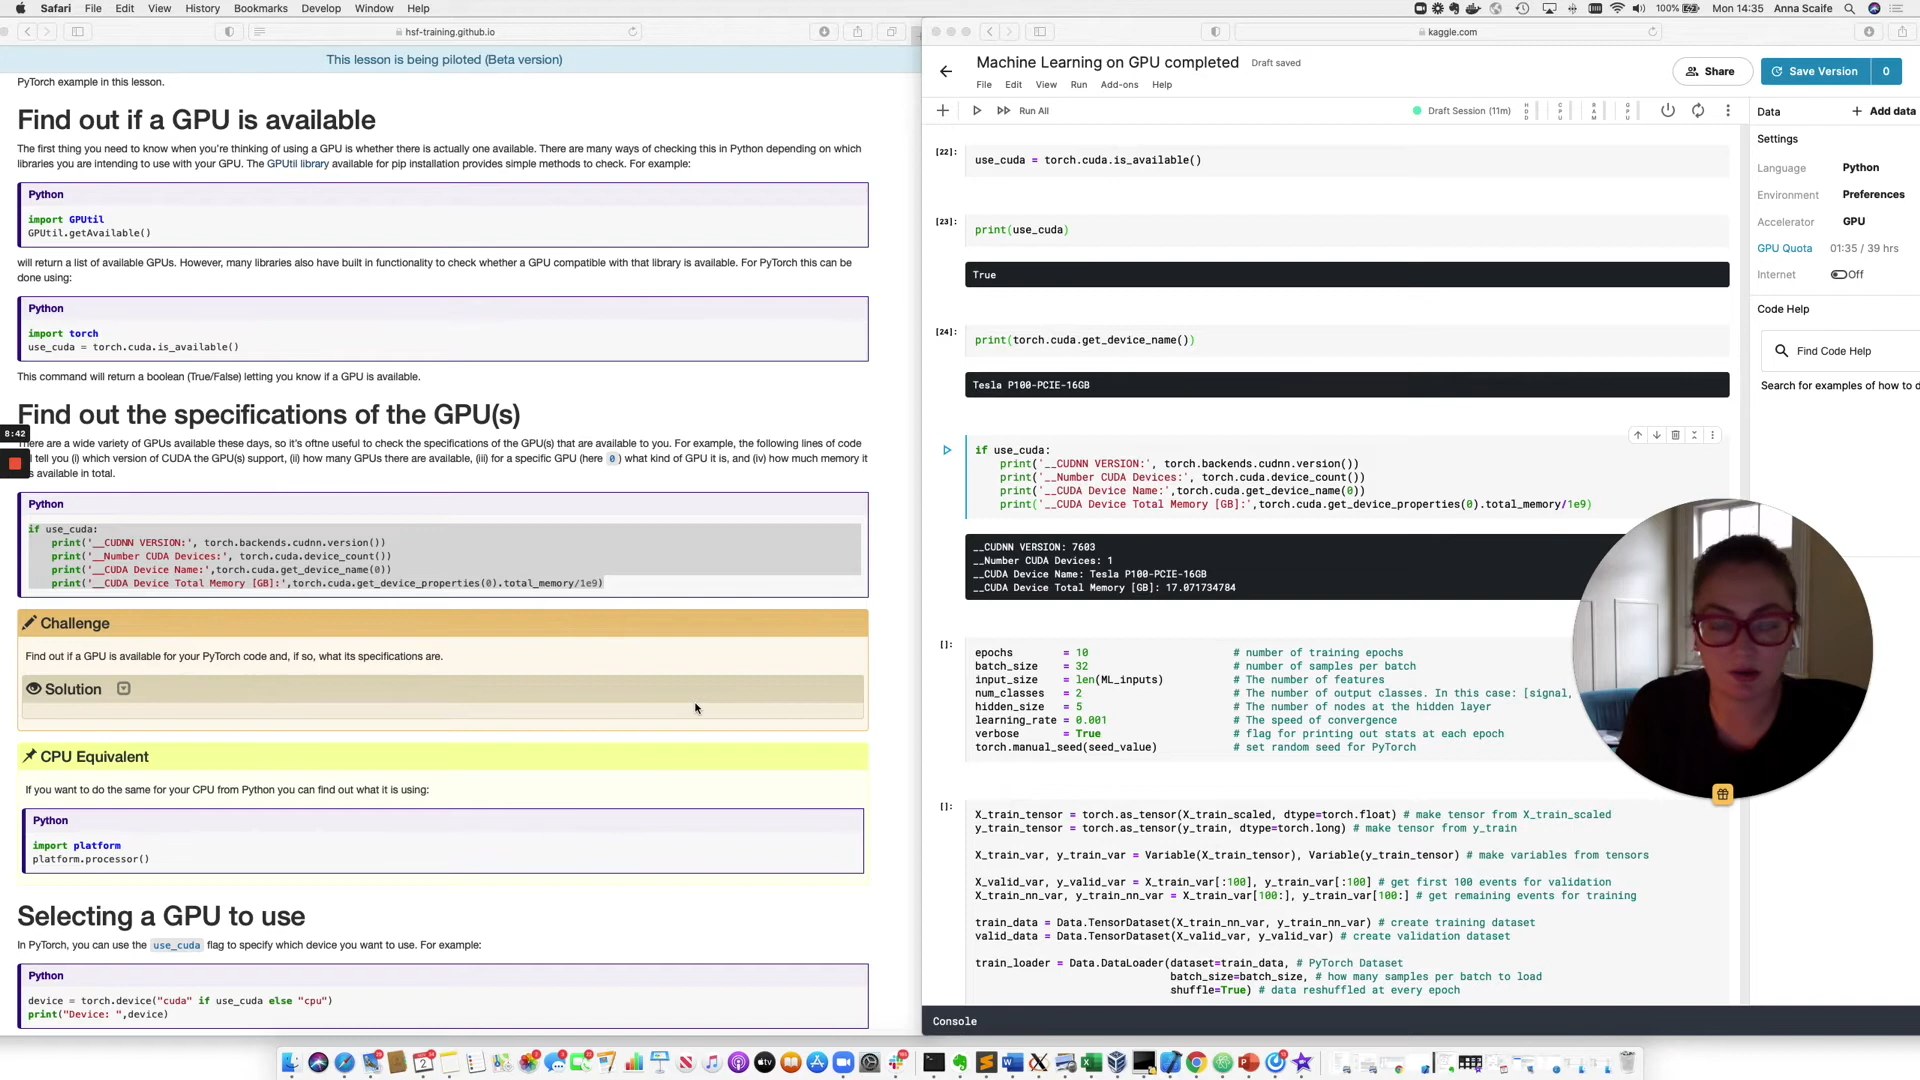 Safari File Edit View History Bookmarks Develop Window Help
100% Mon 14:35 Anna Scaife
hsf-training.github.io
This lesson is being piloted (Beta version)
PyTorch example in this lesson.
Find out if a GPU is available
The first thing you need to know when you're thinking of using a GPU is whether there is actually one available. There are many ways of checking this in Python depending on which
libraries you are intending to use with your GPU. The GPUtil library available for pip installation provides simple methods to check. For example:
Python
import GPUtil
GPUtil.getAvailable()
will return a list of available GPUs. However, many libraries also have built in functionality to check whether a GPU compatible with that library is available. For PyTorch this can be
done using:
Python
import torch
use_cuda = torch.cuda.is_available()
This command will return a boolean (True/False) letting you know if a GPU is available.
Find out the specifications of the GPU(s)
8:42
here are a wide variety of GPUs available these days, so it's oftne useful to check the specifications of the GPU(s) that are available to you. For example, the following lines of code
tell you (i) which version of CUDA the GPU(s) support, (ii) how many GPUs there are available, (iii) for a specific GPU (here 0) what kind of GPU it is, and (iv) how much memory it
s available in total.
Python
if use_cuda:
print('__CUDNN VERSION:', torch.backends.cudnn.version())
print('__Number CUDA Devices:', torch.cuda.device_count())
print('__CUDA Device Name:',torch.cuda.get_device_name(0))
print('__CUDA Device Total Memory [GB]:',torch.cuda.get_device_properties(0).total_memory/1e9)
Challenge
Find out if a GPU is available for your PyTorch code and, if so, what its specifications are.
Solution
CPU Equivalent
If you want to do the same for your CPU from Python you can find out what it is using:
Python
import platform
platform.processor()
Selecting a GPU to use
In PyTorch, you can use the use_cuda flag to specify which device you want to use. For example:
Python
device = torch.device("cuda" if use_cuda else "cpu")
print("Device: ",device)
kaggle.com
Machine Learning on GPU completed Draft saved
File Edit View Run Add-ons Help
Share
Save Version 0
Run All
Draft Session (11m)
HDD CPU RAM GPU
[22]:
use_cuda = torch.cuda.is_available()
[23]:
print(use_cuda)
True
[24]:
print(torch.cuda.get_device_name())
Tesla P100-PCIE-16GB
if use_cuda:
print('__CUDNN VERSION:', torch.backends.cudnn.version())
print('__Number CUDA Devices:', torch.cuda.device_count())
print('__CUDA Device Name:',torch.cuda.get_device_name(0))
print('__CUDA Device Total Memory [GB]:',torch.cuda.get_device_properties(0).total_memory/1e9)
__CUDNN VERSION: 7603
__Number CUDA Devices: 1
__CUDA Device Name: Tesla P100-PCIE-16GB
__CUDA Device Total Memory [GB]: 17.071734784
[]:
epochs = 10 # number of training epochs
batch_size = 32 # number of samples per batch
input_size = len(ML_inputs) # The number of features
num_classes = 2 # The number of output classes. In this case: [signal,
hidden_size = 5 # The number of nodes at the hidden layer
learning_rate = 0.001 # The speed of convergence
verbose = True # flag for printing out stats at each epoch
torch.manual_seed(seed_value) # set random seed for PyTorch
[]:
X_train_tensor = torch.as_tensor(X_train_scaled, dtype=torch.float) # make tensor from X_train_scaled
y_train_tensor = torch.as_tensor(y_train, dtype=torch.long) # make tensor from y_train
X_train_var, y_train_var = Variable(X_train_tensor), Variable(y_train_tensor) # make variables from tensors
X_valid_var, y_valid_var = X_train_var[:100], y_train_var[:100] # get first 100 events for validation
X_train_nn_var, y_train_nn_var = X_train_var[100:], y_train_var[100:] # get remaining events for training
train_data = Data.TensorDataset(X_train_nn_var, y_train_nn_var) # create training dataset
valid_data = Data.TensorDataset(X_valid_var, y_valid_var) # create validation dataset
train_loader = Data.DataLoader(dataset=train_data, # PyTorch Dataset
batch_size=batch_size, # how many samples per batch to load
shuffle=True) # data reshuffled at every epoch
Console
Data
Add data
Settings
Language Python
Environment Preferences
Accelerator GPU
GPU Quota 01:35 / 39 hrs
Internet Off
Code Help
Find Code Help
Search for examples of how to d